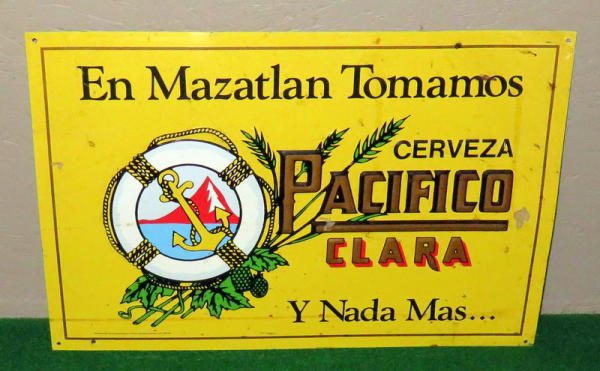 En Mazatlan Tomamos
CERVEZA
PACIFICO
CLARA
Y Nada Mas...